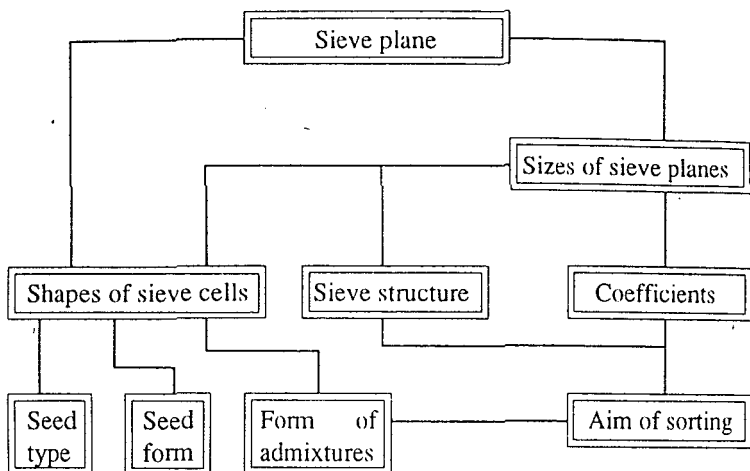 Sieve plane
Sizes of sieve planes
Shapes of sieve cells
Sieve structure
Coefficients
Seed
type
Seed
form
Form of
admixtures
Aim of sorting